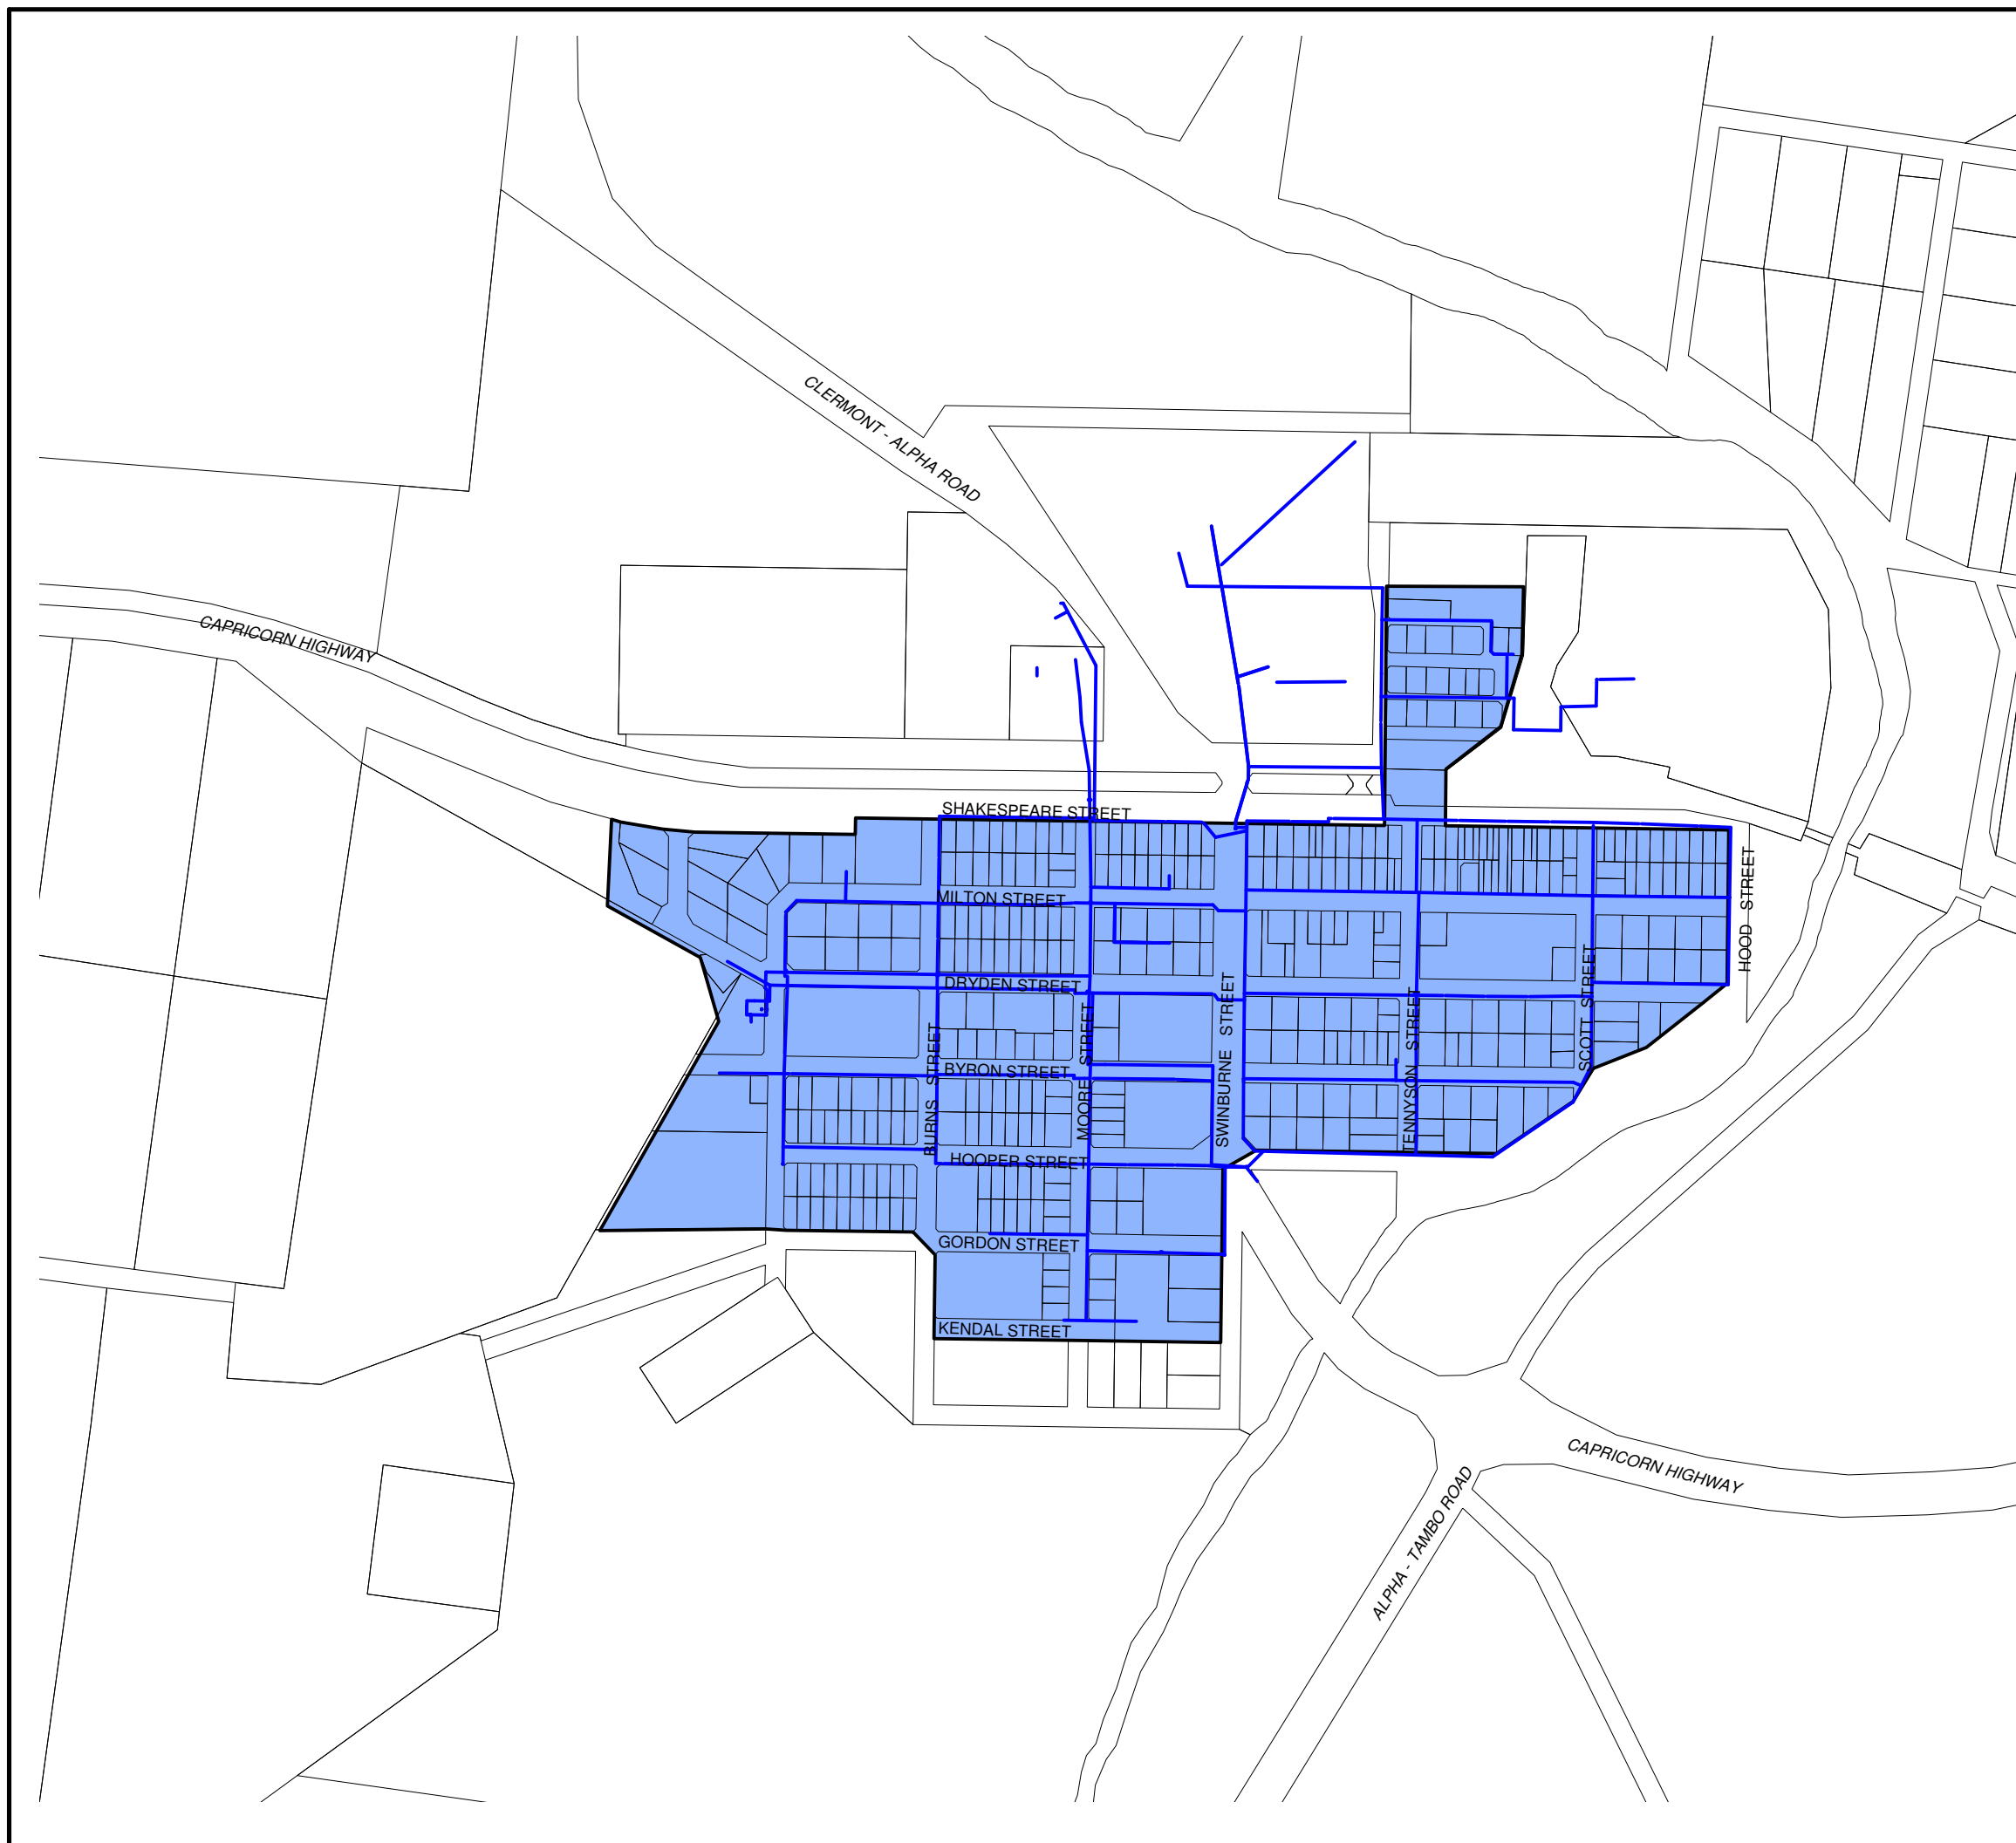 CLERMONT - ALPHA ROAD
CAPRICORN HIGHWAY
SHAKESPEARE STREET
MILTON STREET
HOOD STREET
DRYDEN STREET
BURNS STREET
MOORE STREET
SWINBURNE STREET
TENNYSON STREET
SCOTT STREET
BYRON STREET
HOOPER STREET
GORDON STREET
KENDAL STREET
CAPRICORN HIGHWAY
ALPHA - TAMBO ROAD